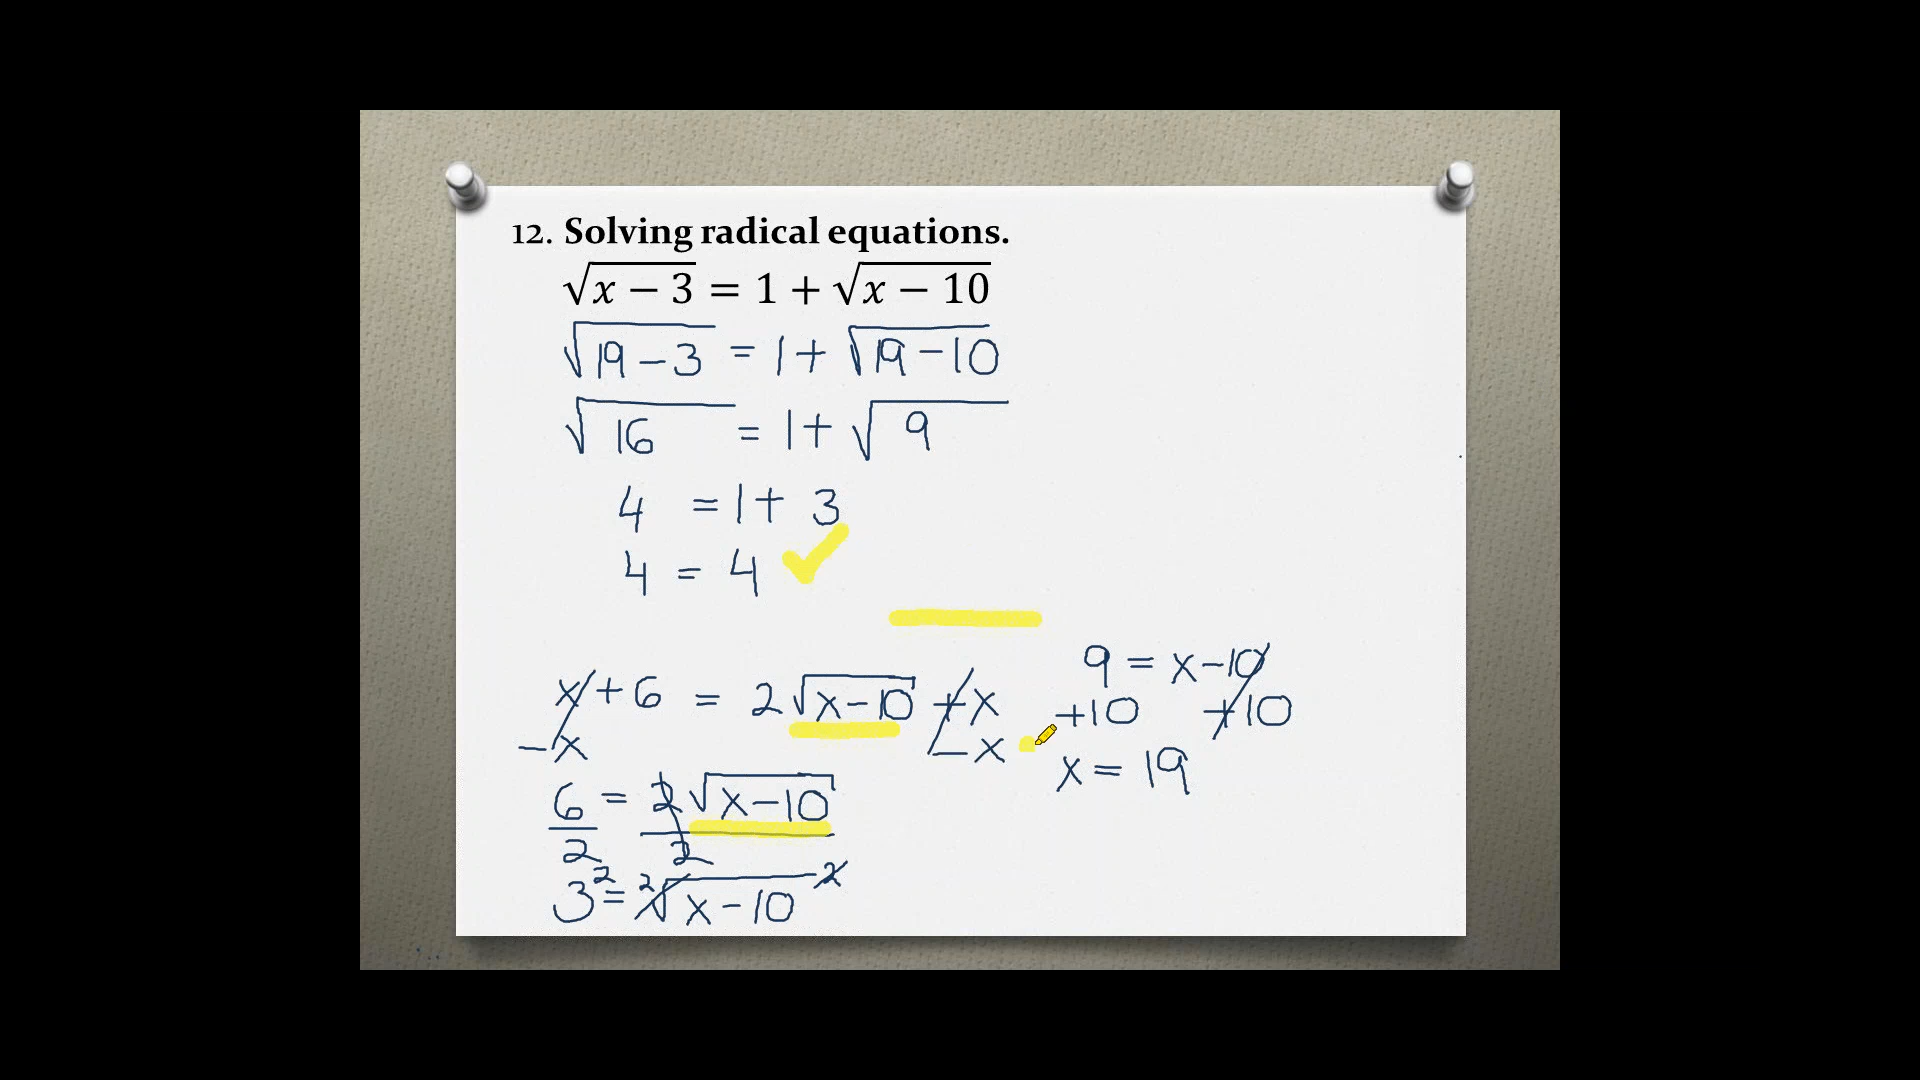 12. Solving radical equations.
√x − 3 = 1 + √x − 10
√19 − 3 = 1 + √19 − 10
√16 = 1 + √9
4 = 1 + 3
4 = 4 ✓
x + 6 = 2√x − 10 + x
−x −x
6 = 2√x − 10
2 2
3² = ²√x − 10 ²
9 = x − 10
+10 +10
x = 19